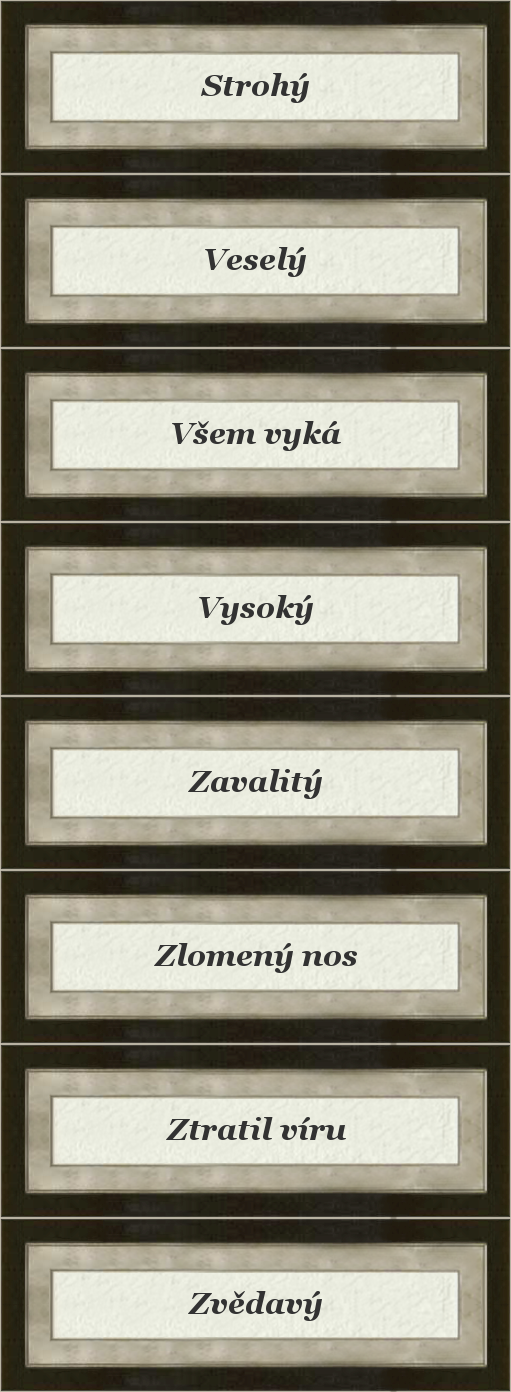 Strohý
Veselý
Všem vyká
Vysoký
Zavalitý
Zlomený nos
Ztratil víru
Zvědavý